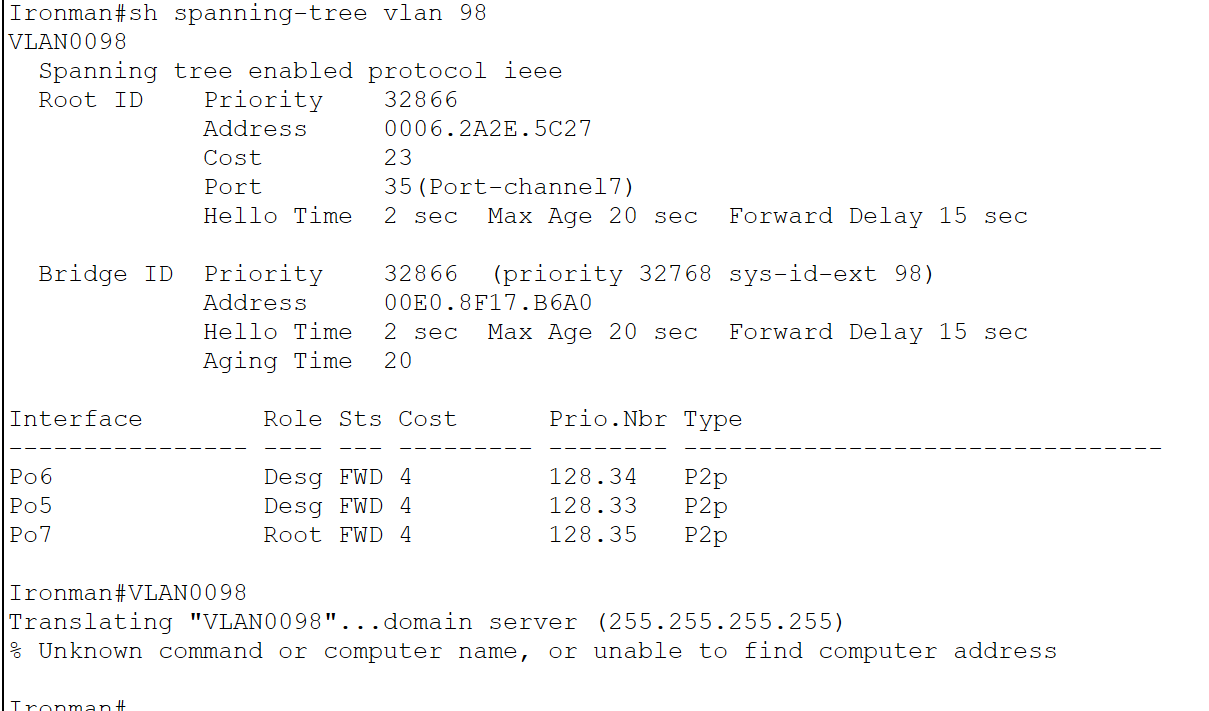 Ironman#sh spanning-tree vlan 98
VLAN0098
  Spanning tree enabled protocol ieee
  Root ID    Priority    32866
             Address     0006.2A2E.5C27
             Cost        23
             Port        35(Port-channel7)
             Hello Time  2 sec  Max Age 20 sec  Forward Delay 15 sec

  Bridge ID  Priority    32866  (priority 32768 sys-id-ext 98)
             Address     00E0.8F17.B6A0
             Hello Time  2 sec  Max Age 20 sec  Forward Delay 15 sec
             Aging Time  20

Interface        Role Sts Cost      Prio.Nbr Type
---------------- ---- --- --------- -------- --------------------------------
Po6              Desg FWD 4         128.34   P2p
Po5              Desg FWD 4         128.33   P2p
Po7              Root FWD 4         128.35   P2p

Ironman#VLAN0098
Translating "VLAN0098"...domain server (255.255.255.255)
% Unknown command or computer name, or unable to find computer address

Ironman#